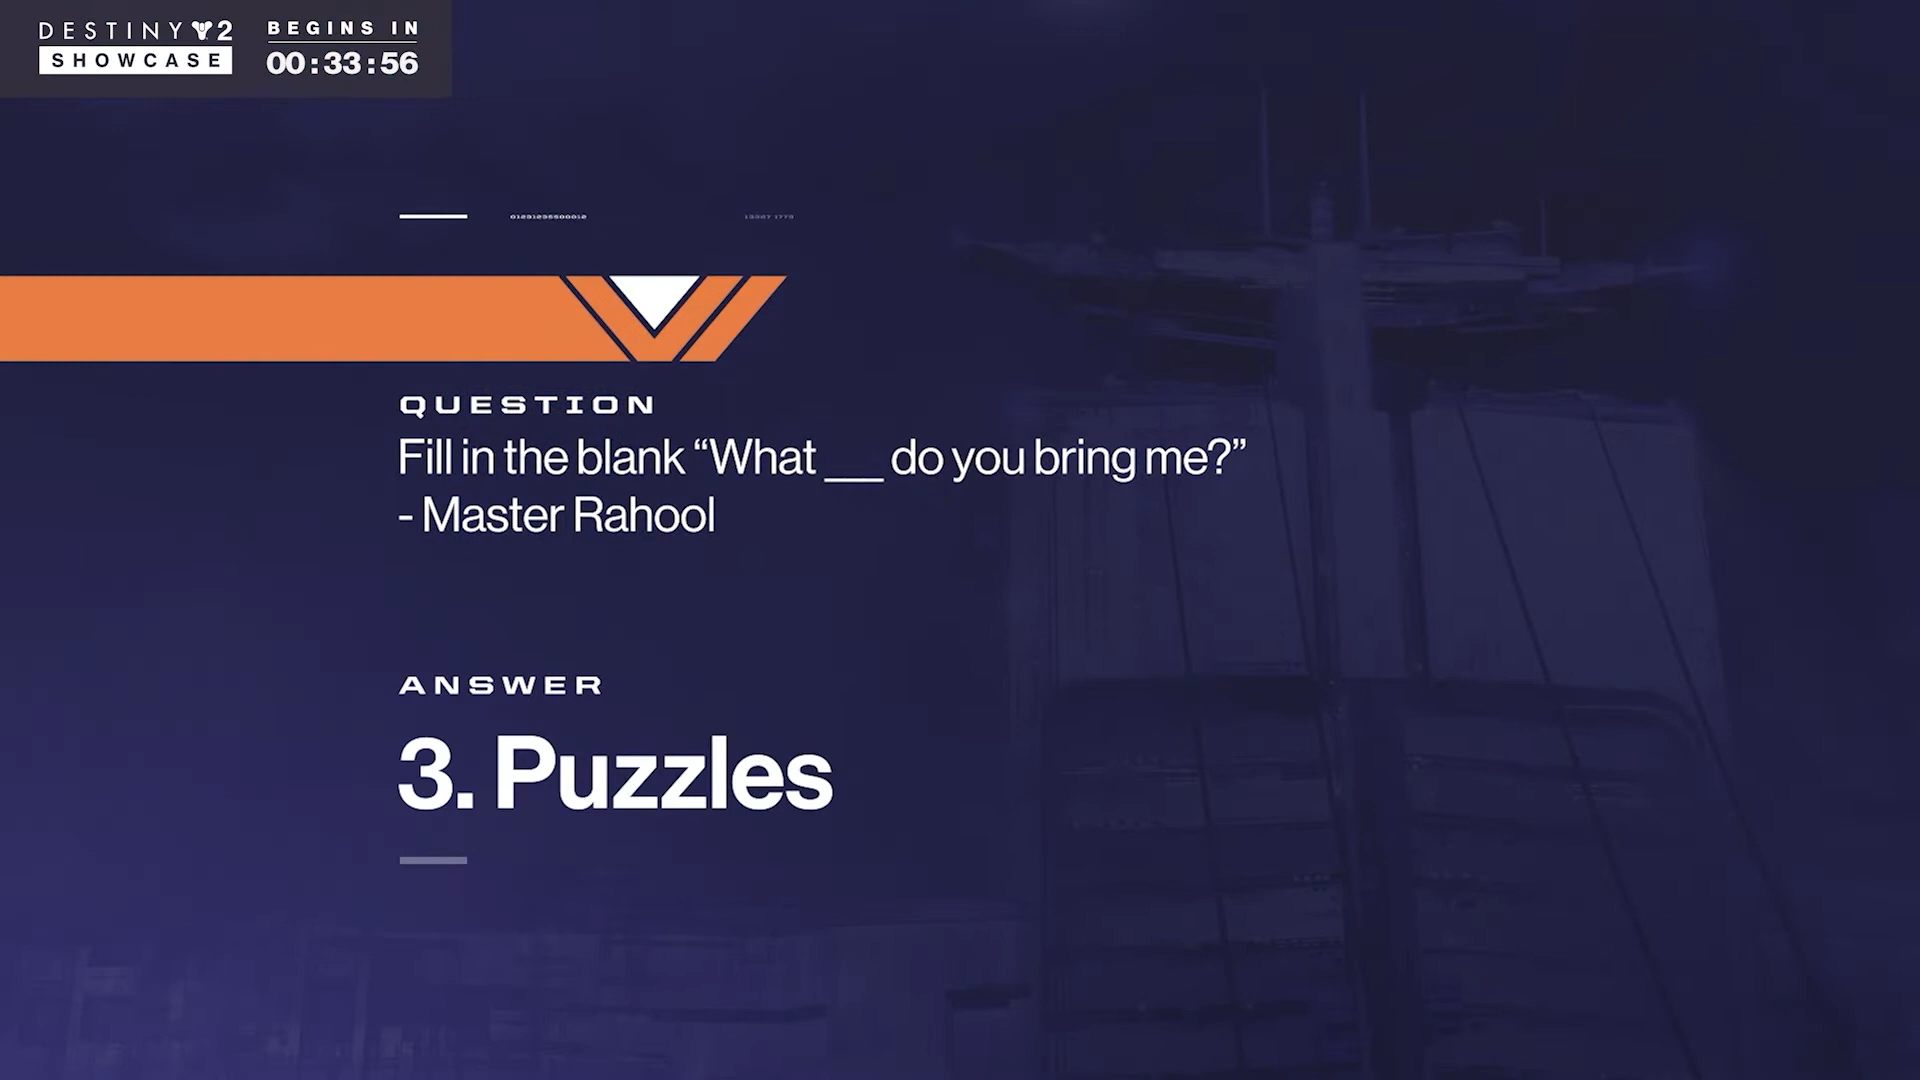 DESTINY 2
SHOWCASE
BEGINS IN
00:33:56
QUESTION
Fill in the blank “What ___ do you bring me?”
- Master Rahool
ANSWER
3. Puzzles